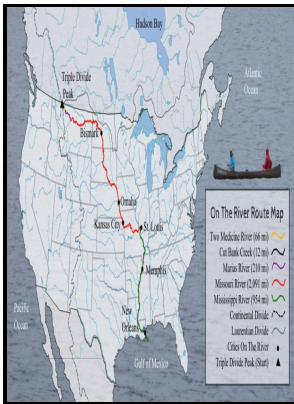 Hudson Bay
Triple Divide
Peak
Atlantic
Ocean
Bismark
Omaha
Kansas City
St. Louis
Memphis
New
Orleans
Pacific
Ocean
Gulf of Mexico
On The River Route Map
Two Medicine River (66 mi)
Cut Bank Creek (12 mi)
Marias River (210 mi)
Missouri River (2,091 mi)
Mississippi River (954 mi)
Continental Divide
Laurentian Divide
Cities On The River
Triple Divide Peak (Start)